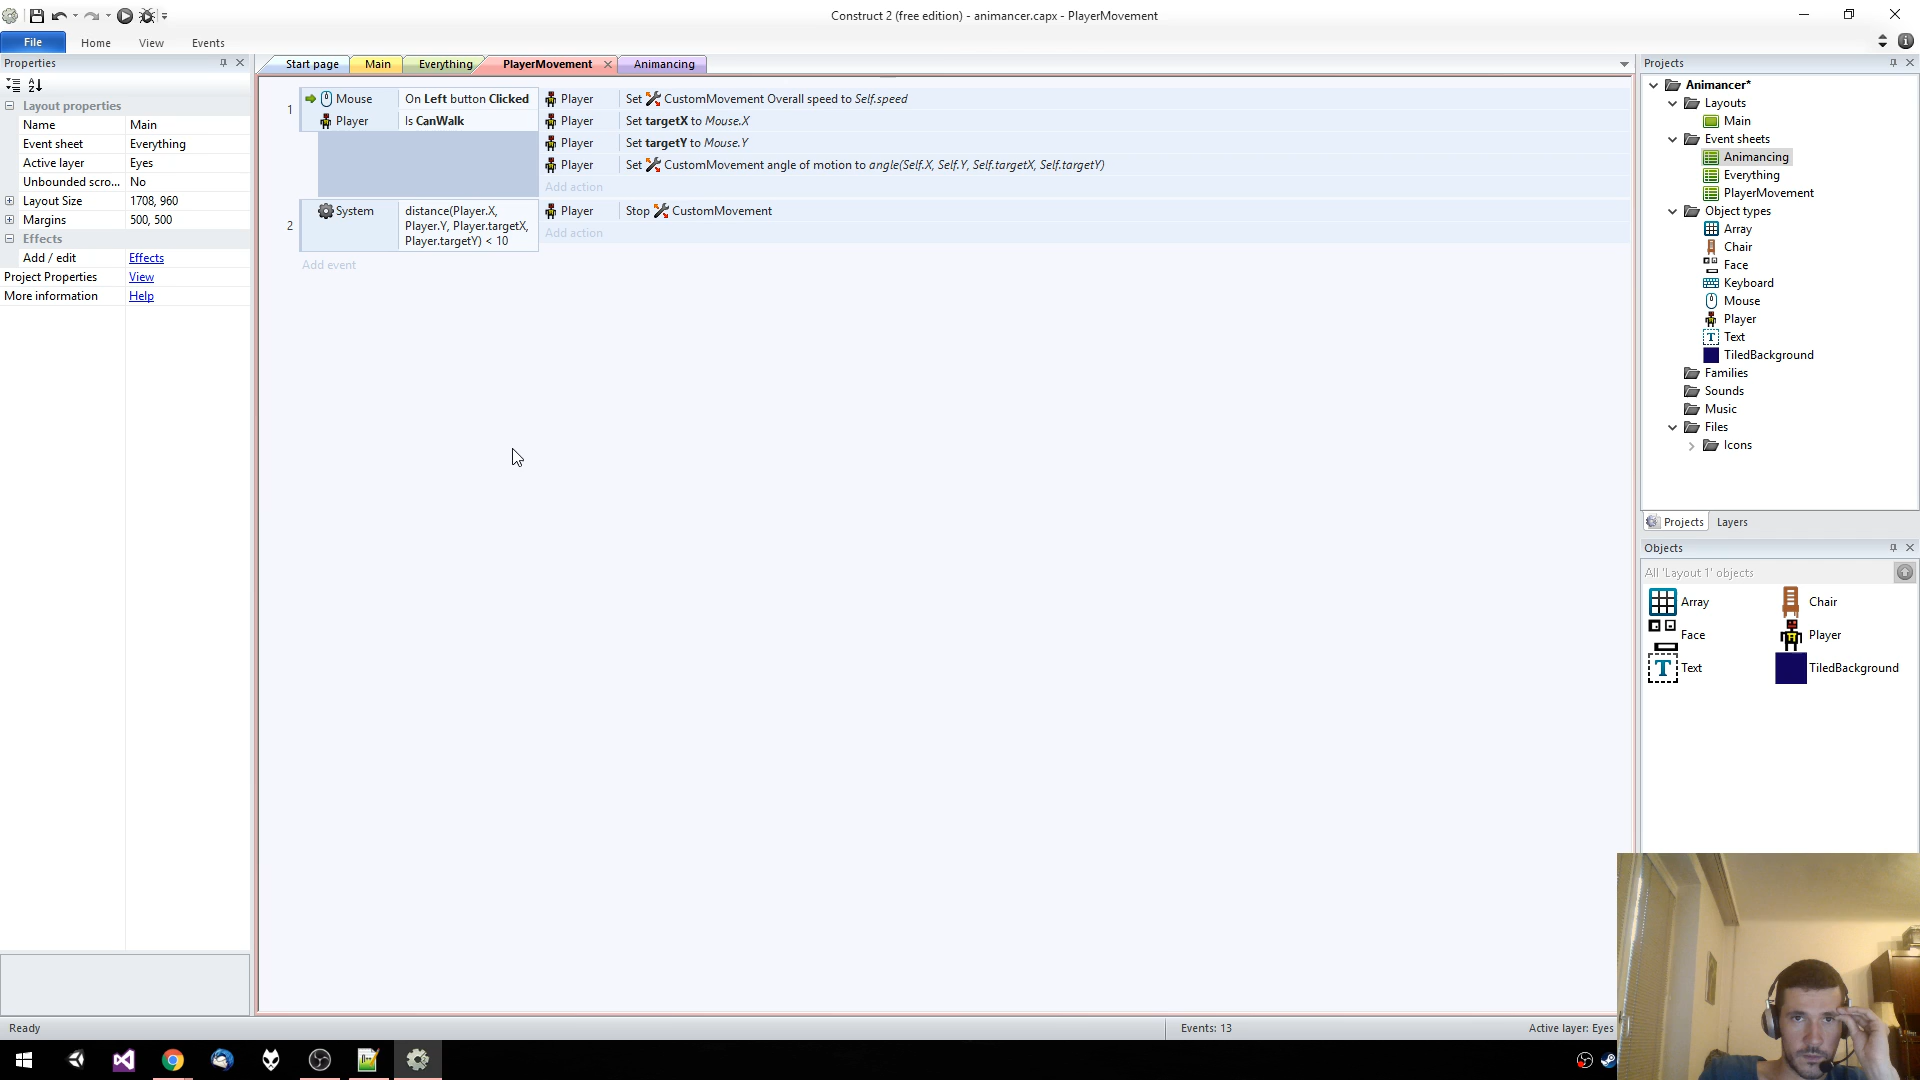 Construct 2 (free edition) - animancer.capx - PlayerMovement
File
Home
View
Events
Properties
Layout properties
Name Main
Event sheet Everything
Active layer Eyes
Unbounded scro... No
Layout Size 1708, 960
Margins 500, 500
Effects
Add / edit Effects
Project Properties View
More information Help
Ready
Start page
Main
Everything
PlayerMovement
Animancing
1
Mouse On Left button Clicked
Player Is CanWalk
Player Set CustomMovement Overall speed to Self.speed
Player Set targetX to Mouse.X
Player Set targetY to Mouse.Y
Player Set CustomMovement angle of motion to angle(Self.X, Self.Y, Self.targetX, Self.targetY)
Add action
2
System distance(Player.X,
Player.Y, Player.targetX,
Player.targetY) < 10
Player Stop CustomMovement
Add action
Add event
Events: 13
Active layer: Eyes
Projects
Animancer*
Layouts
Main
Event sheets
Animancing
Everything
PlayerMovement
Object types
Array
Chair
Face
Keyboard
Mouse
Player
Text
TiledBackground
Families
Sounds
Music
Files
Icons
Projects
Layers
Objects
All 'Layout 1' objects
Array
Chair
Face
Player
Text
TiledBackground